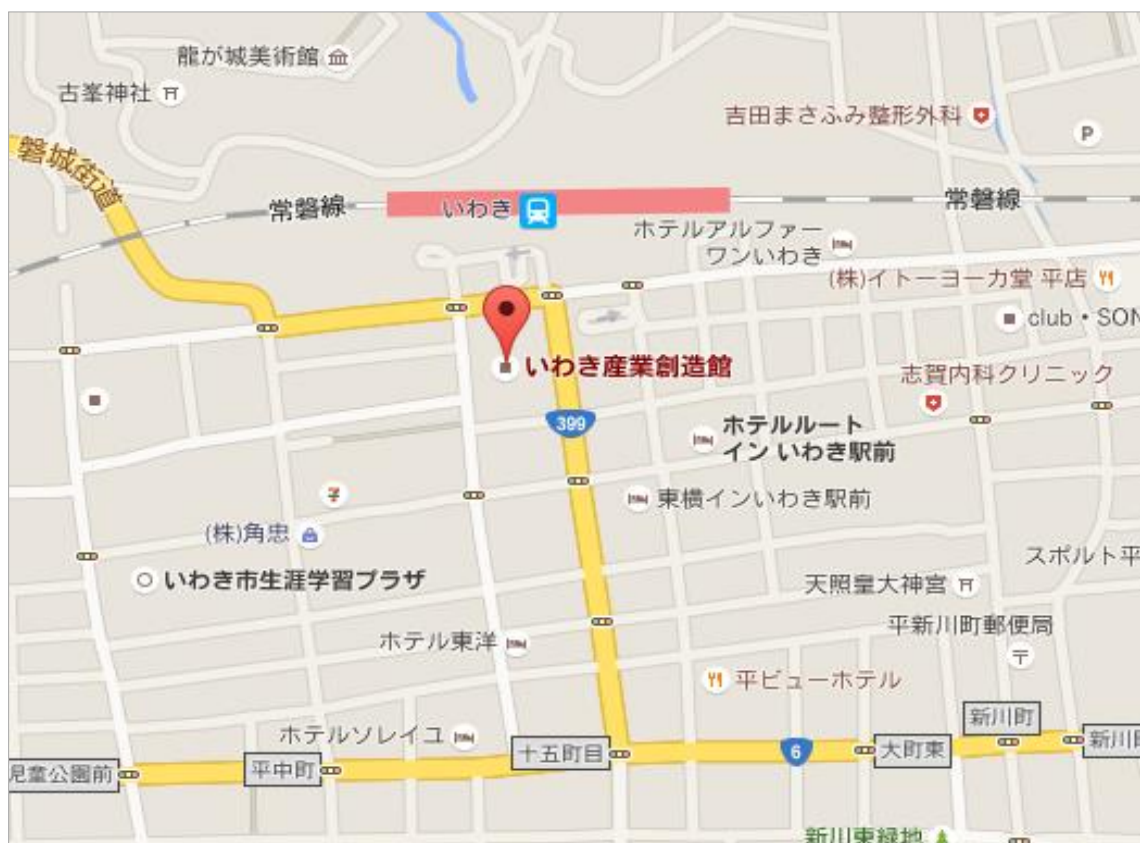 龍が城美術館
古峯神社
吉田まさふみ整形外科
P
磐城街道
常磐線
いわき
常磐線
ホテルアルファー
ワンいわき
(株)イトーヨーカ堂 平店
club・SON
いわき産業創造館
志賀内科クリニック
399
ホテルルート
イン いわき駅前
東横インいわき駅前
(株)角忠
スポルト平
いわき市生涯学習プラザ
天照皇大神宮
平新川町郵便局
ホテル東洋
平ビューホテル
新川町
ホテルソレイユ
十五町目
6
大町東
新川町
児童公園前
平中町
新川東緑地